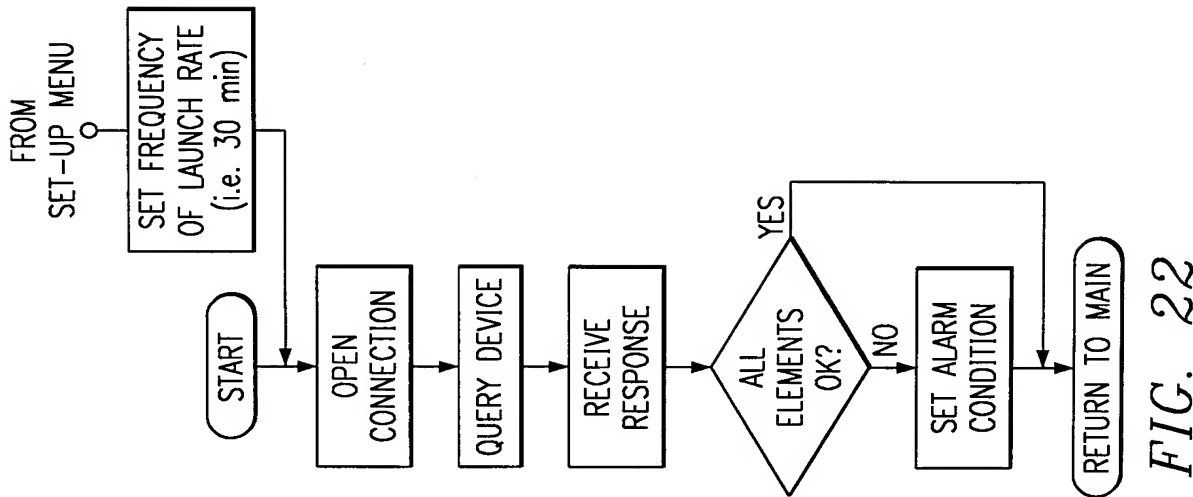 FROM
SET-UP MENU
SET FREQUENCY
OF LAUNCH RATE
(i.e. 30 min)
START
OPEN
CONNECTION
QUERY DEVICE
RECEIVE
RESPONSE
ALL
ELEMENTS
OK?
YES
NO
SET ALARM
CONDITION
RETURN TO MAIN
FIG. 22